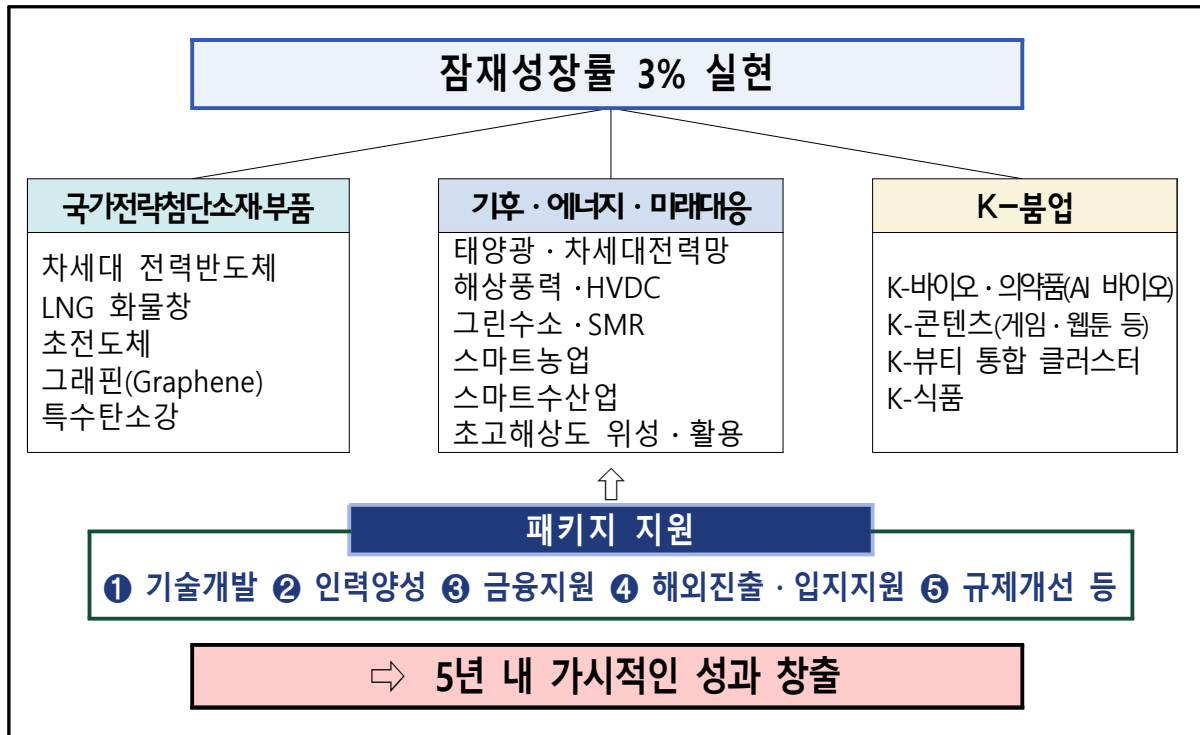 잠재성장률 3% 실현
국가전략첨단소재·부품
차세대 전력반도체
LNG 화물창
초전도체
그래핀(Graphene)
특수탄소강
기후 · 에너지 · 미래대응
태양광 · 차세대전력망
해상풍력 · HVDC
그린수소 · SMR
스마트농업
스마트수산업
초고해상도 위성 · 활용
K-붐업
K-바이오 · 의약품(AI 바이오)
K-콘텐츠(게임 · 웹툰 등)
K-뷰티 통합 클러스터
K-식품
⇧
패키지 지원
❶ 기술개발 ❷ 인력양성 ❸ 금융지원 ❹ 해외진출 · 입지지원 ❺ 규제개선 등
⇨ 5년 내 가시적인 성과 창출